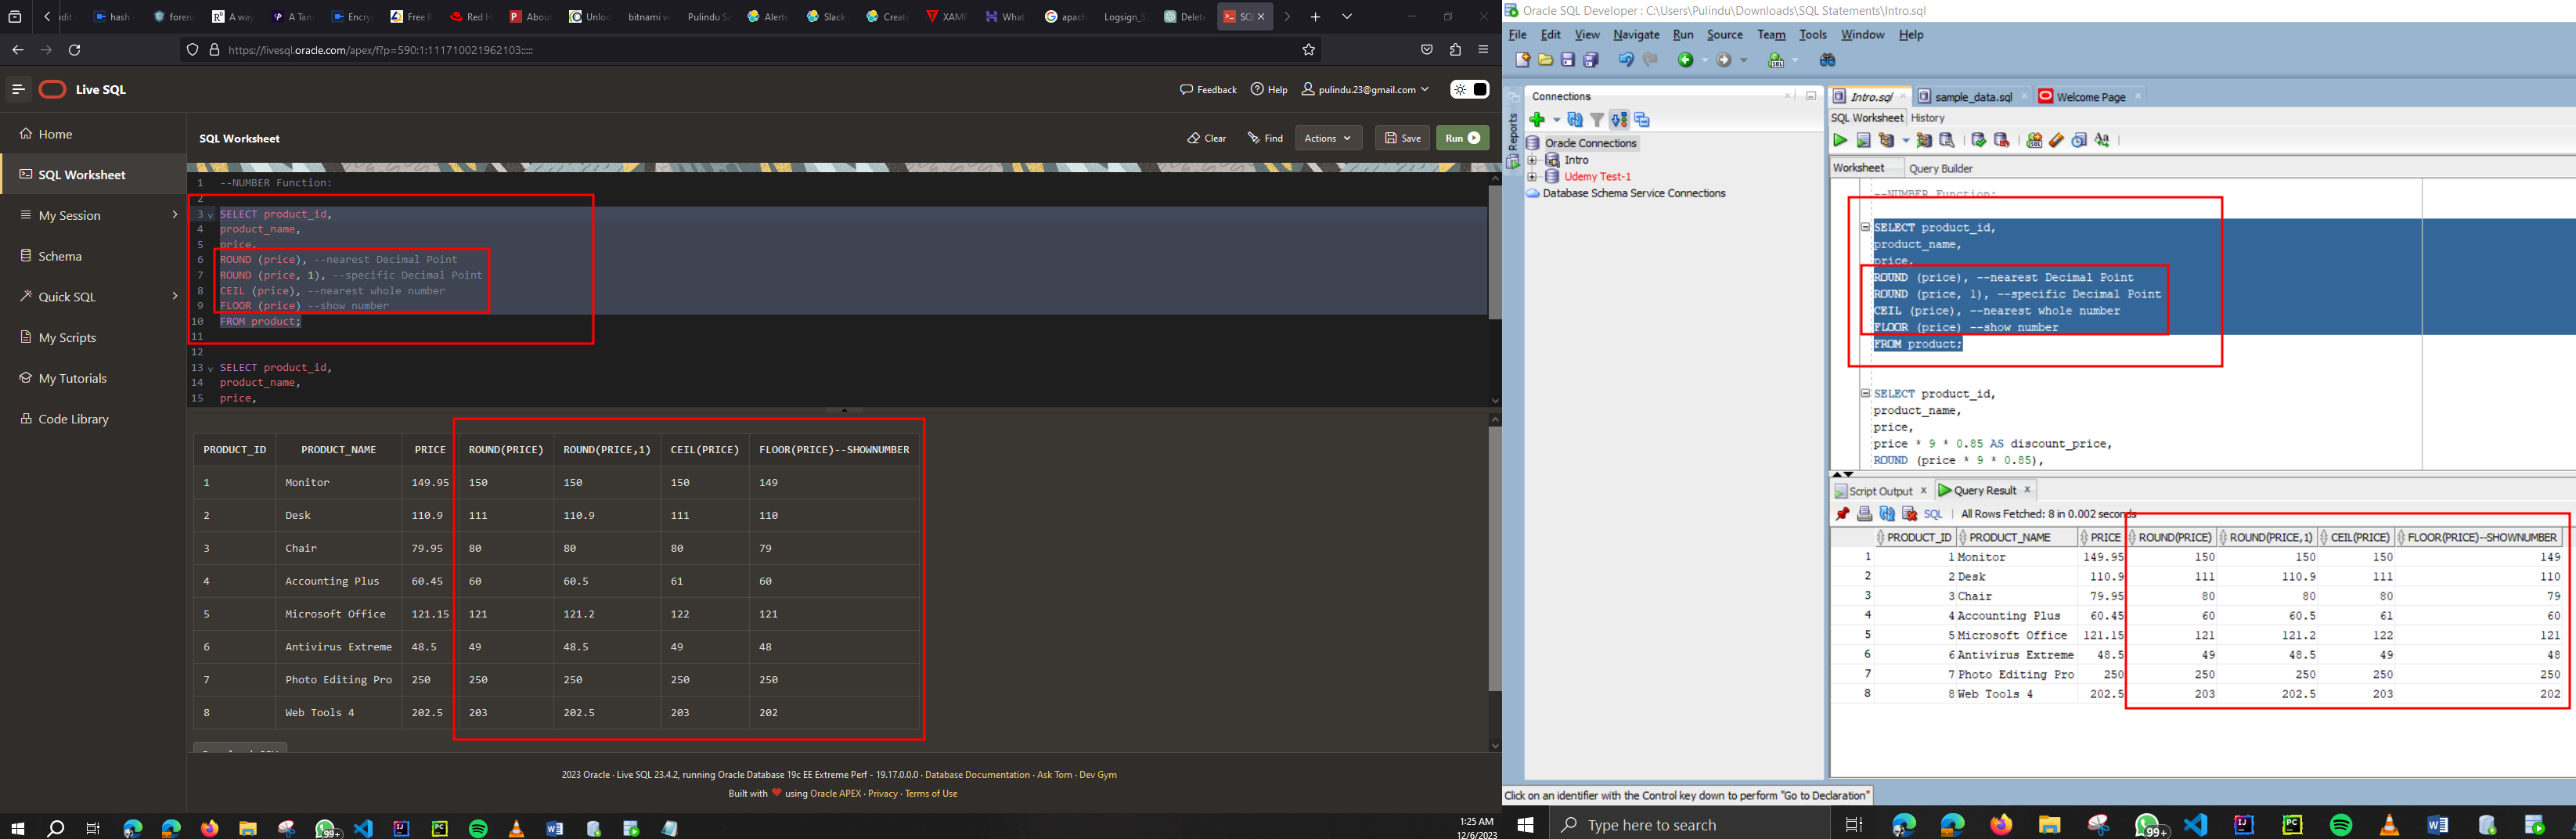 adit
hash
foren
A way
A Tam
Encry
Free F
Red H
Abou
Unloc
bitnami w
Pulindu S
Alerts
Slack
Create
XAMF
What
apach
Logsign_S
Delete
SQ
https://livesql.oracle.com/apex/f?p=590:1:111710021962103:::::
Live SQL
Feedback
Help
pulindu.23@gmail.com
Home
SQL Worksheet
My Session
Schema
Quick SQL
My Scripts
My Tutorials
Code Library
SQL Worksheet
Clear
Find
Actions
Save
Run
1 --NUMBER Function:
2
3 SELECT product_id,
4 product_name,
5 price,
6 ROUND (price), --nearest Decimal Point
7 ROUND (price, 1), --specific Decimal Point
8 CEIL (price), --nearest whole number
9 FLOOR (price) --show number
10 FROM product;
11
12
13 SELECT product_id,
14 product_name,
15 price,
PRODUCT_ID PRODUCT_NAME PRICE ROUND(PRICE) ROUND(PRICE,1) CEIL(PRICE) FLOOR(PRICE)--SHOWNUMBER
1 Monitor 149.95 150 150 150 149
2 Desk 110.9 111 110.9 111 110
3 Chair 79.95 80 80 80 79
4 Accounting Plus 60.45 60 60.5 61 60
5 Microsoft Office 121.15 121 121.2 122 121
6 Antivirus Extreme 48.5 49 48.5 49 48
7 Photo Editing Pro 250 250 250 250 250
8 Web Tools 4 202.5 203 202.5 203 202
2023 Oracle · Live SQL 23.4.2, running Oracle Database 19c EE Extreme Perf - 19.17.0.0.0 · Database Documentation · Ask Tom · Dev Gym
Built with ❤ using Oracle APEX · Privacy · Terms of Use
99+
1:25 AM
12/6/2023
Oracle SQL Developer : C:\Users\Pulindu\Downloads\SQL Statements\Intro.sql
File Edit View Navigate Run Source Team Tools Window Help
Reports
Connections
Oracle Connections
Intro
Udemy Test-1
Database Schema Service Connections
Intro.sql
sample_data.sql
Welcome Page
SQL Worksheet History
Worksheet Query Builder
--NUMBER Function:
SELECT product_id,
product_name,
price,
ROUND (price), --nearest Decimal Point
ROUND (price, 1), --specific Decimal Point
CEIL (price), --nearest whole number
FLOOR (price) --show number
FROM product;
SELECT product_id,
product_name,
price,
price * 9 * 0.85 AS discount_price,
ROUND (price * 9 * 0.85),
Script Output
Query Result
SQL All Rows Fetched: 8 in 0.002 seconds
PRODUCT_ID PRODUCT_NAME PRICE ROUND(PRICE) ROUND(PRICE,1) CEIL(PRICE) FLOOR(PRICE)--SHOWNUMBER
1 1 Monitor 149.95 150 150 150 149
2 2 Desk 110.9 111 110.9 111 110
3 3 Chair 79.95 80 80 80 79
4 4 Accounting Plus 60.45 60 60.5 61 60
5 5 Microsoft Office 121.15 121 121.2 122 121
6 6 Antivirus Extreme 48.5 49 48.5 49 48
7 7 Photo Editing Pro 250 250 250 250 250
8 8 Web Tools 4 202.5 203 202.5 203 202
Click on an identifier with the Control key down to perform "Go to Declaration"
Type here to search
99+